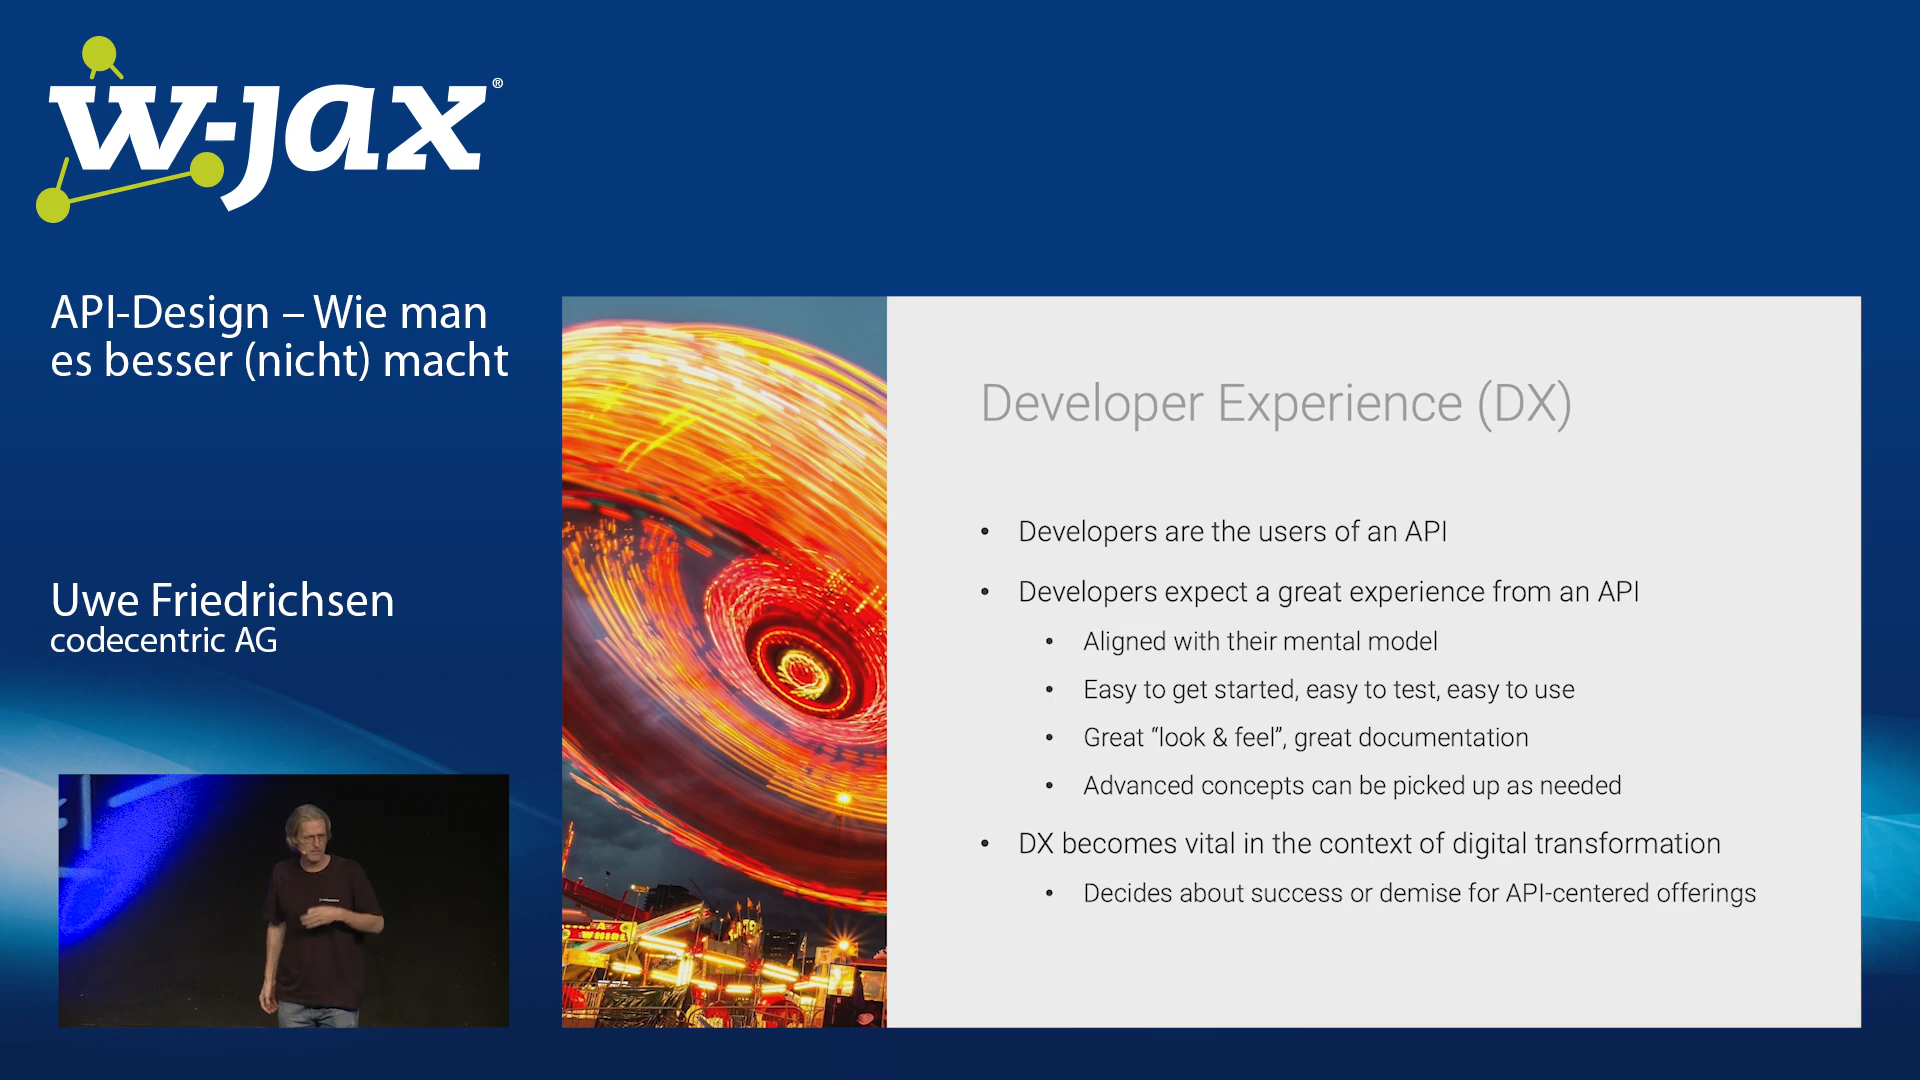 w-jax®
API-Design – Wie man
es besser (nicht) macht
Uwe Friedrichsen
codecentric AG
Developer Experience (DX)
• Developers are the users of an API
• Developers expect a great experience from an API
• Aligned with their mental model
• Easy to get started, easy to test, easy to use
• Great “look & feel”, great documentation
• Advanced concepts can be picked up as needed
• DX becomes vital in the context of digital transformation
• Decides about success or demise for API-centered offerings